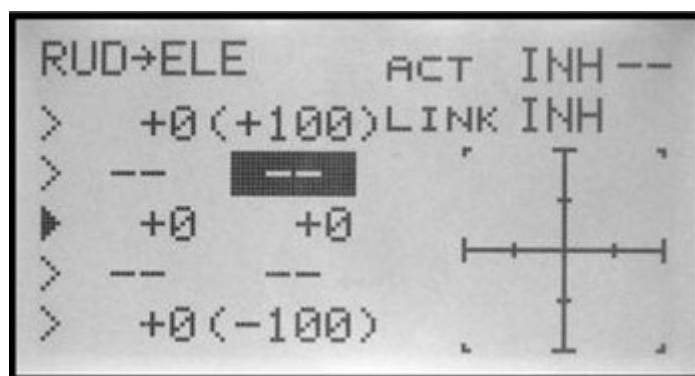 RUD→ELE ACT INH --
> +0 (+100) LINK INH
> -- --
▶ +0 +0
> -- --
> +0 (-100)